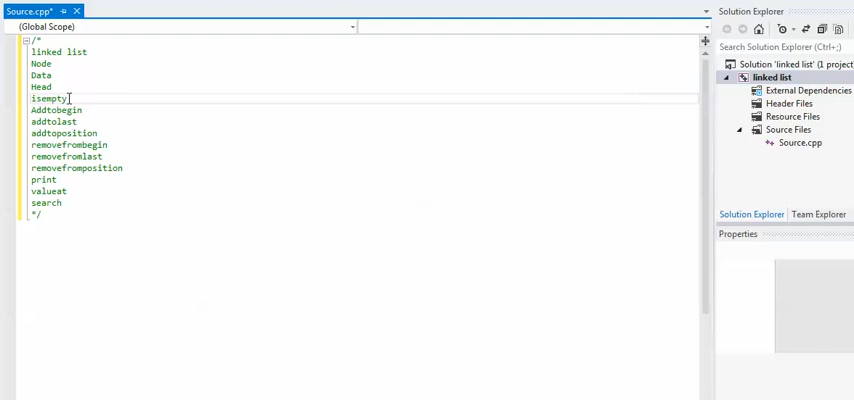 Source.cpp*
(Global Scope)
/*
linked list
Node
Data
Head
isempty
Addtobegin
addtolast
addtoposition
removefrombegin
removefromlast
removefromposition
print
valueat
search
*/
Solution Explorer
Search Solution Explorer (Ctrl+;)
Solution 'linked list' (1 project)
linked list
External Dependencies
Header Files
Resource Files
Source Files
Source.cpp
Solution Explorer Team Explorer
Properties